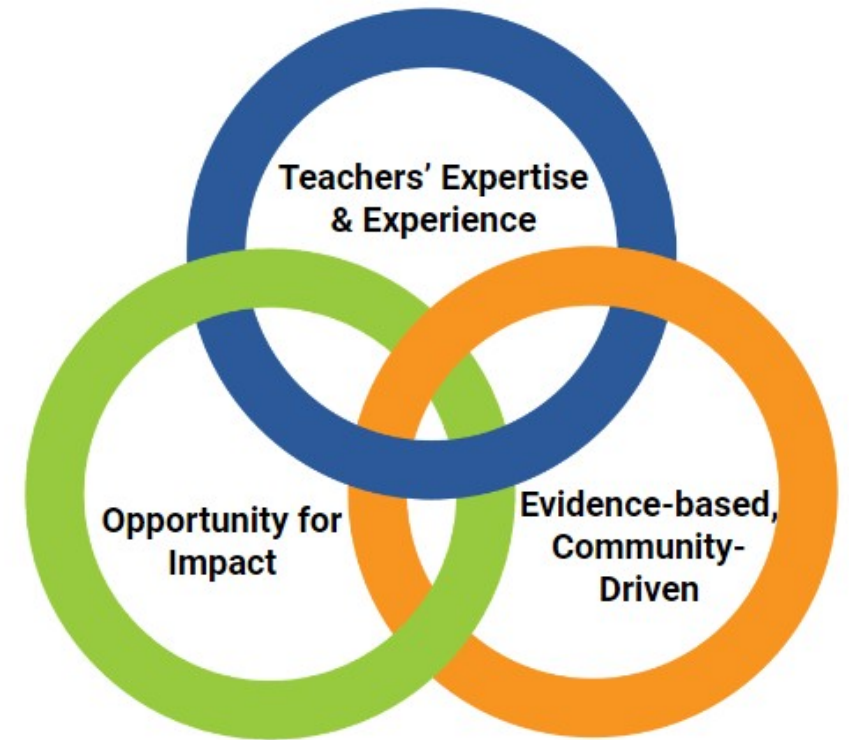 Teachers’ Expertise
& Experience
Opportunity for
Impact
Evidence-based,
Community-
Driven